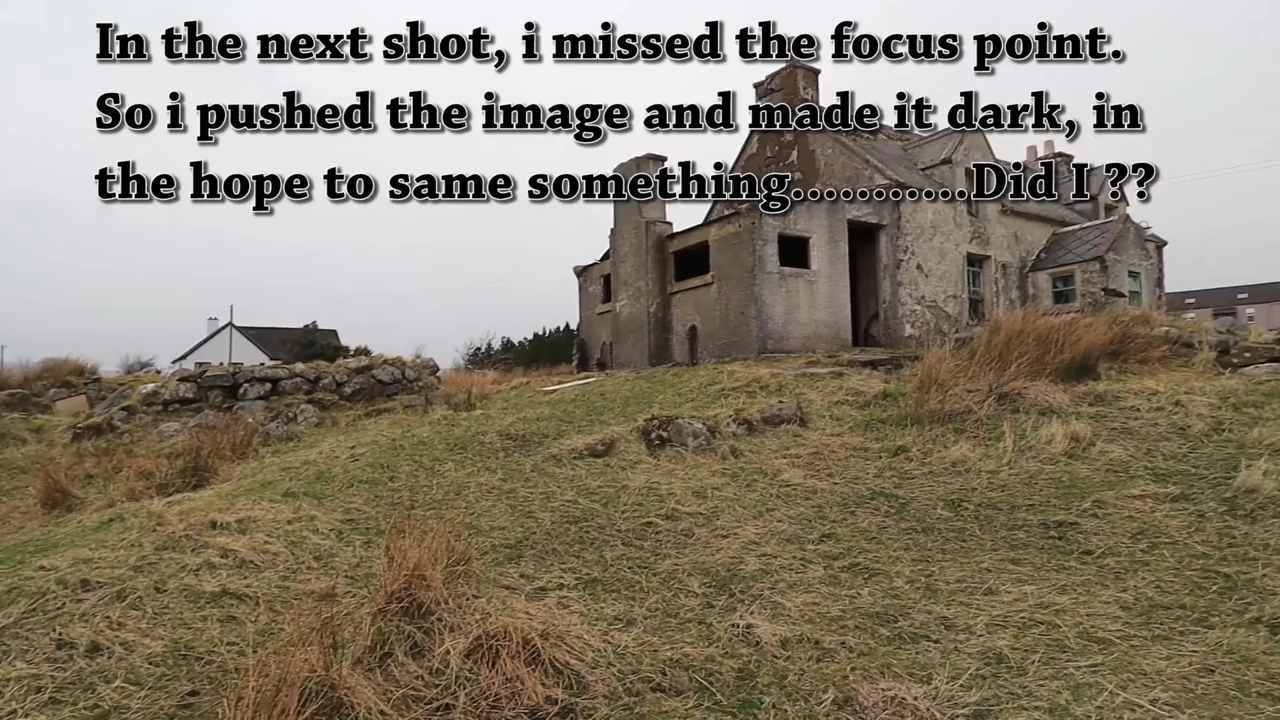 In the next shot, i missed the focus point.
So i pushed the image and made it dark, in
the hope to same something...........Did I ??